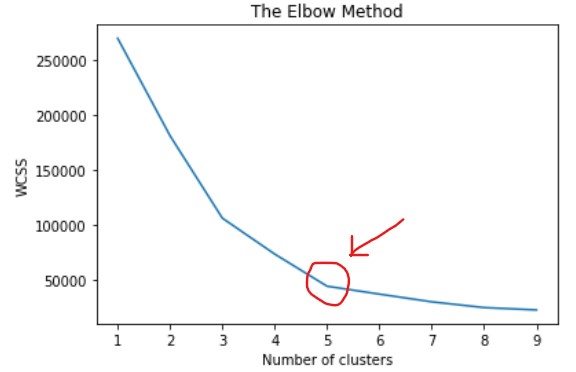 The Elbow Method
WCSS
250000
200000
150000
100000
50000
1 2 3 4 5 6 7 8 9
Number of clusters